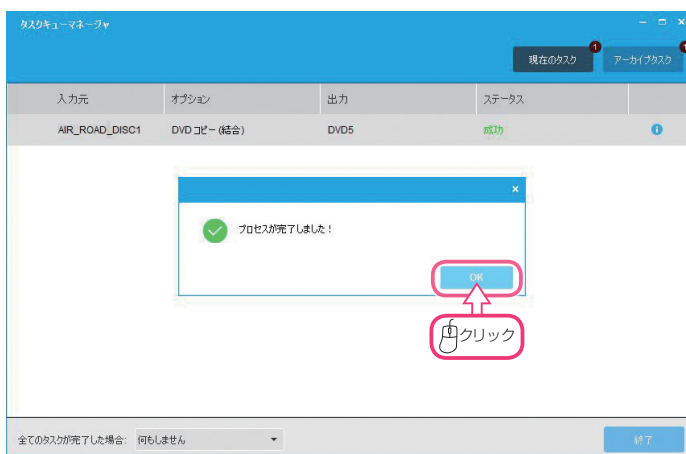 タスクキューマネージャ
1
1
現在のタスク
アーカイブタスク
入力元 オプション 出力 ステータス
AIR_ROAD_DISC1 DVD コピー (結合) DVD5 成功
プロセスが完了しました！
OK
クリック
全てのタスクが完了した場合: 何もしません
終了